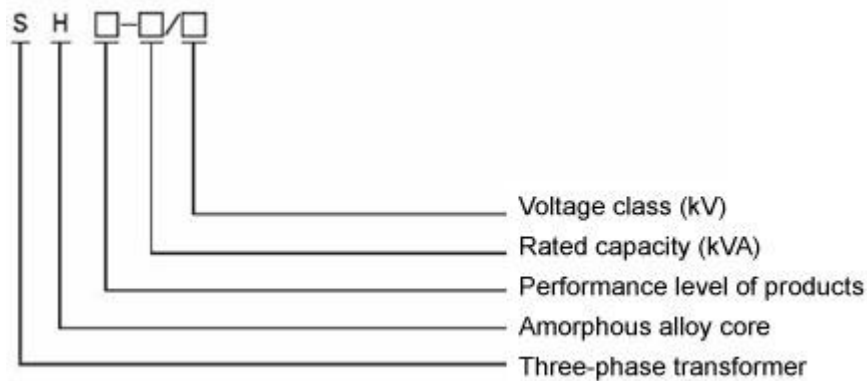 S H □-□/□
Voltage class (kV)
Rated capacity (kVA)
Performance level of products
Amorphous alloy core
Three-phase transformer